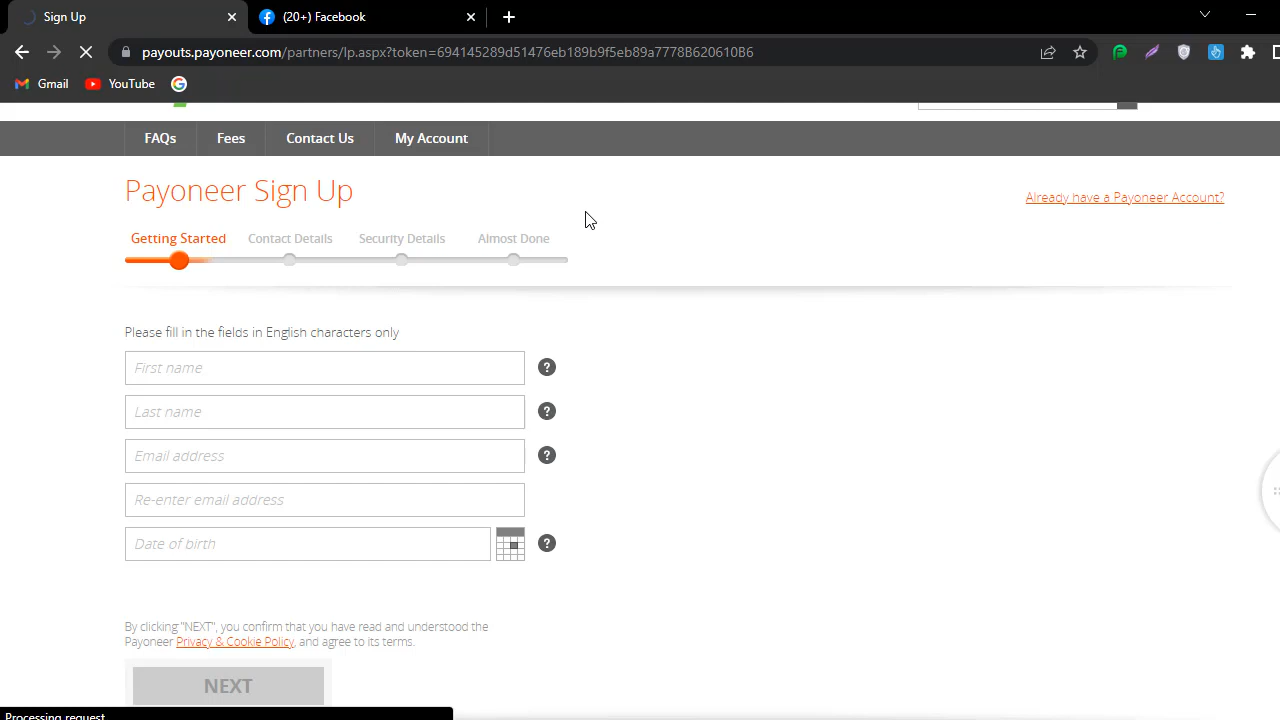 Sign Up
(20+) Facebook
payouts.payoneer.com/partners/lp.aspx?token=694145289d51476eb189b9f5eb89a7778B620610B6
Gmail
YouTube
FAQs
Fees
Contact Us
My Account
Payoneer Sign Up
Already have a Payoneer Account?
Getting Started
Contact Details
Security Details
Almost Done
Please fill in the fields in English characters only
First name
?
Last name
?
Email address
?
Re-enter email address
Date of birth
?
By clicking "NEXT", you confirm that you have read and understood the
Payoneer Privacy & Cookie Policy, and agree to its terms.
NEXT
Processing request